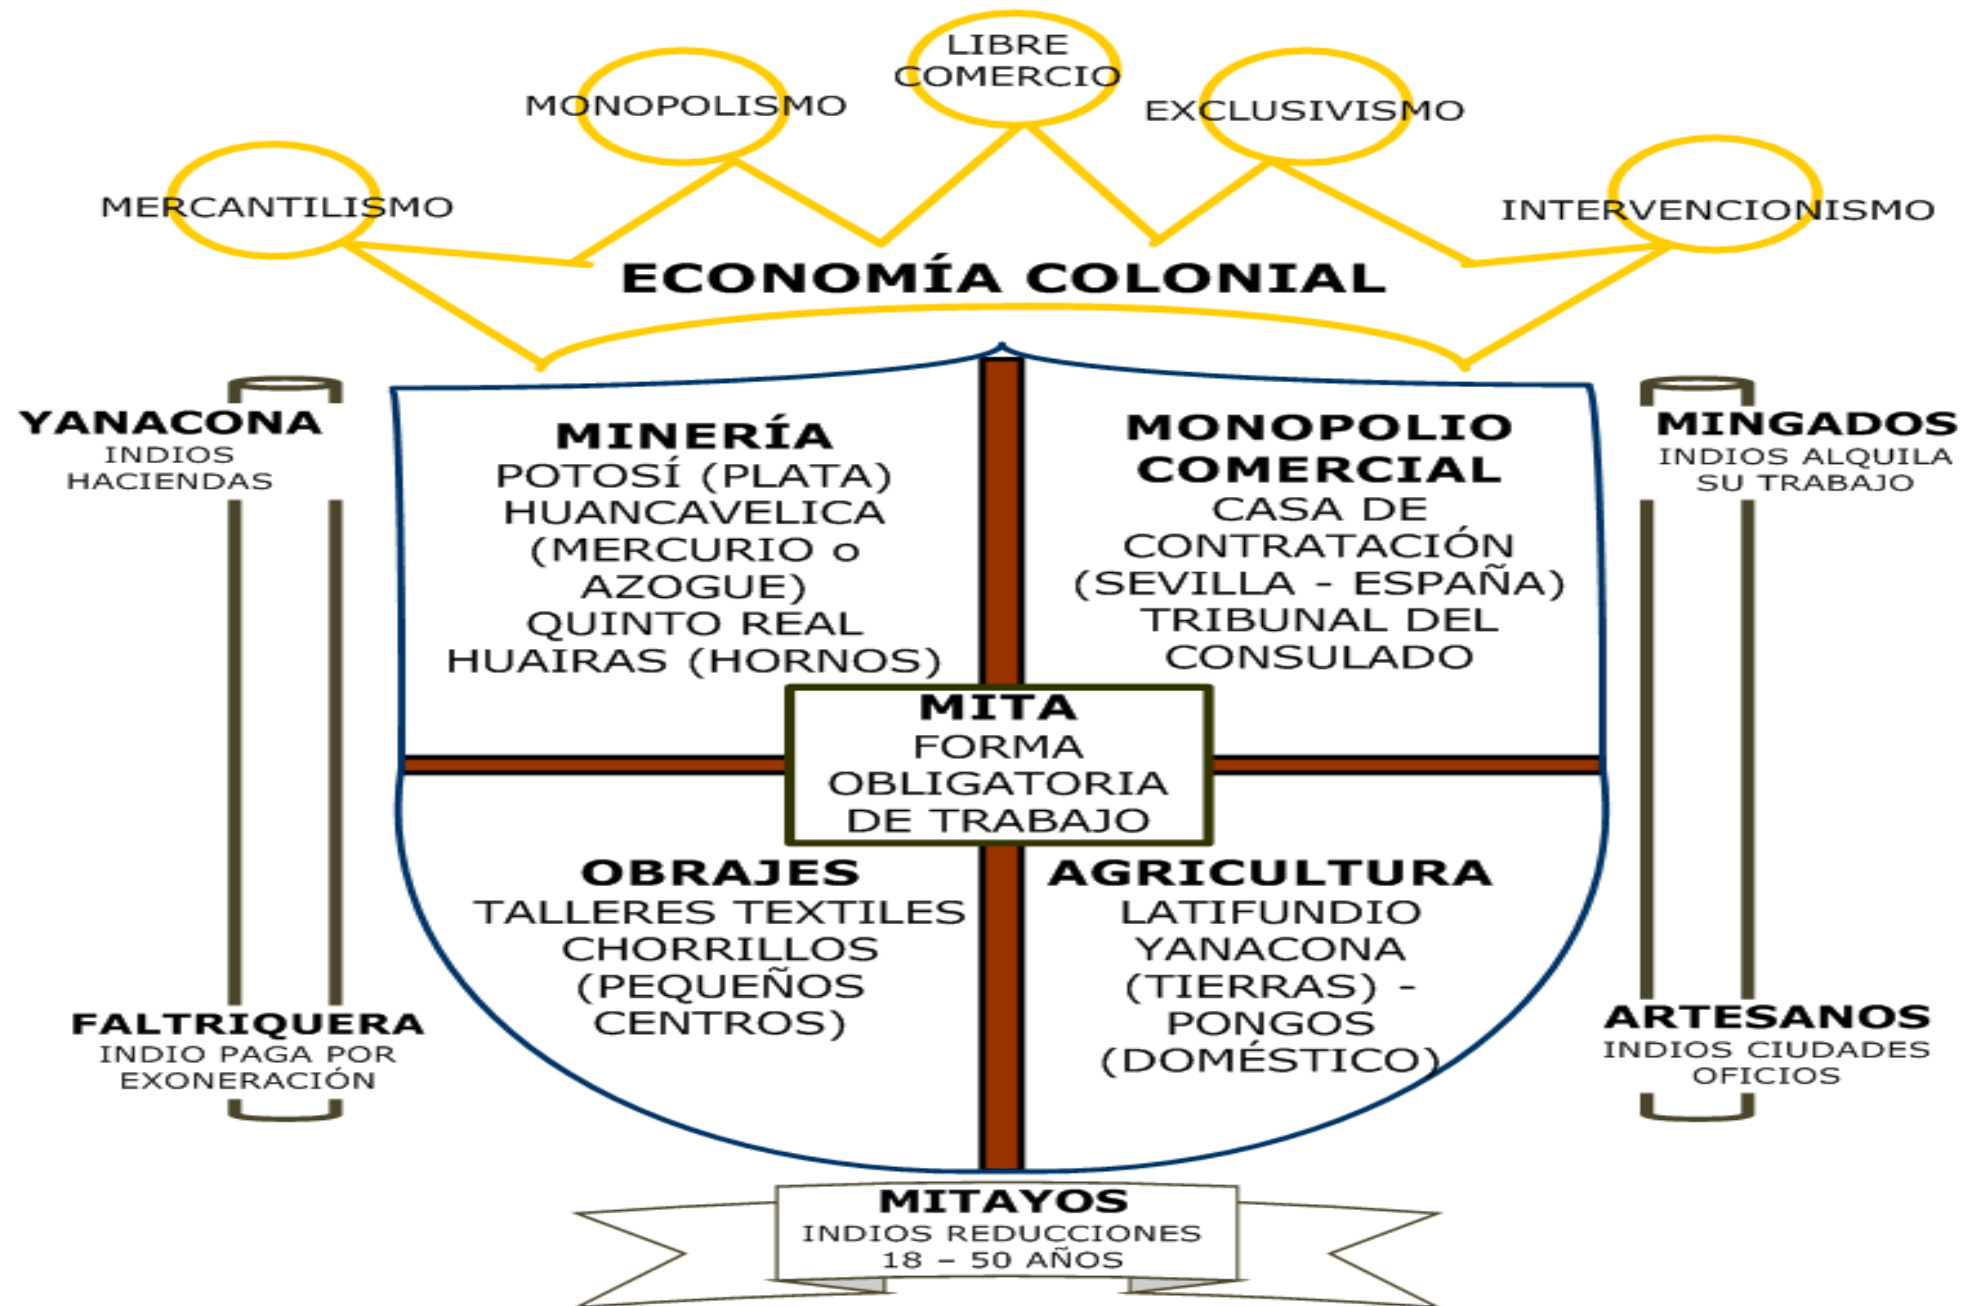 LIBRE
COMERCIO
MONOPOLISMO
EXCLUSIVISMO
MERCANTILISMO
INTERVENCIONISMO
ECONOMÍA COLONIAL
YANACONA
INDIOS
HACIENDAS
MINERÍA
POTOSÍ (PLATA)
HUANCAVELICA
(MERCURIO o
AZOGUE)
QUINTO REAL
HUAIRAS (HORNOS)
MONOPOLIO
COMERCIAL
CASA DE
CONTRATACIÓN
(SEVILLA - ESPAÑA)
TRIBUNAL DEL
CONSULADO
MINGADOS
INDIOS ALQUILA
SU TRABAJO
MITA
FORMA
OBLIGATORIA
DE TRABAJO
FALTRIQUERA
INDIO PAGA POR
EXONERACIÓN
OBRAJES
TALLERES TEXTILES
CHORRILLOS
(PEQUEÑOS
CENTROS)
AGRICULTURA
LATIFUNDIO
YANACONA
(TIERRAS) -
PONGOS
(DOMÉSTICO)
ARTESANOS
INDIOS CIUDADES
OFICIOS
MITAYOS
INDIOS REDUCCIONES
18 – 50 AÑOS